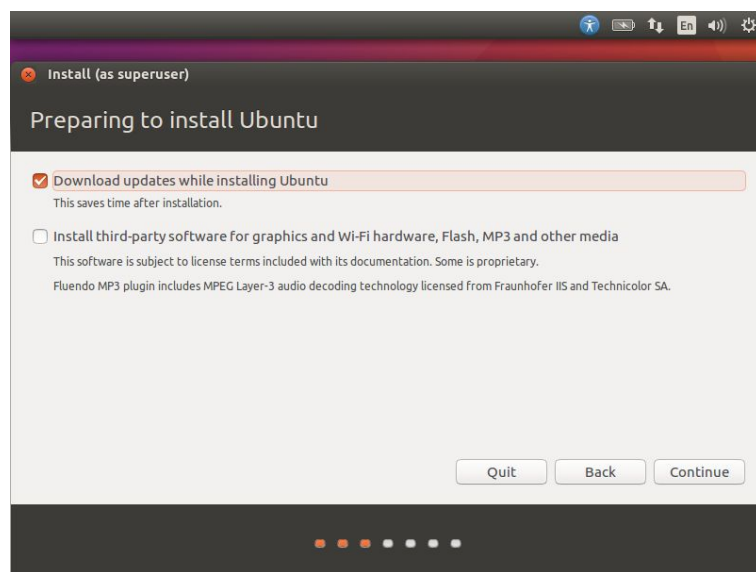 En
Install (as superuser)
Preparing to install Ubuntu
Download updates while installing Ubuntu
This saves time after installation.
Install third-party software for graphics and Wi-Fi hardware, Flash, MP3 and other media
This software is subject to license terms included with its documentation. Some is proprietary.
Fluendo MP3 plugin includes MPEG Layer-3 audio decoding technology licensed from Fraunhofer IIS and Technicolor SA.
Quit Back Continue